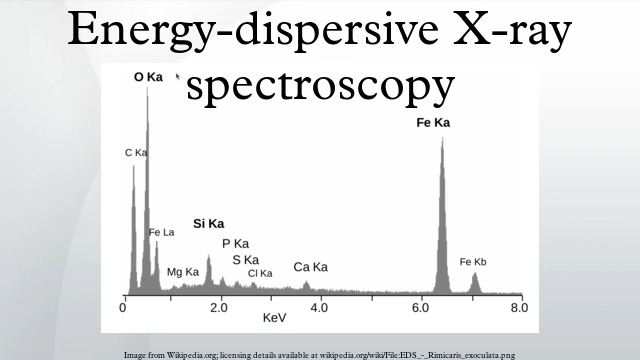 Energy-dispersive X-ray
spectroscopy
O Ka
Fe Ka
C Ka
Fe La
Si Ka
P Ka
S Ka
Mg Ka
Cl Ka
Ca Ka
Fe Kb
0 2.0 4.0 6.0 8.0
KeV
Image from Wikipedia.org; licensing details available at wikipedia.org/wiki/File:EDS_-_Rimicaris_exoculata.png